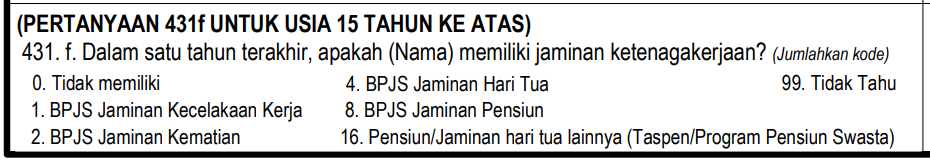 (PERTANYAAN 431f UNTUK USIA 15 TAHUN KE ATAS)
431. f. Dalam satu tahun terakhir, apakah (Nama) memiliki jaminan ketenagakerjaan? (Jumlahkan kode)
0. Tidak memiliki 4. BPJS Jaminan Hari Tua 99. Tidak Tahu
1. BPJS Jaminan Kecelakaan Kerja 8. BPJS Jaminan Pensiun
2. BPJS Jaminan Kematian 16. Pensiun/Jaminan hari tua lainnya (Taspen/Program Pensiun Swasta)